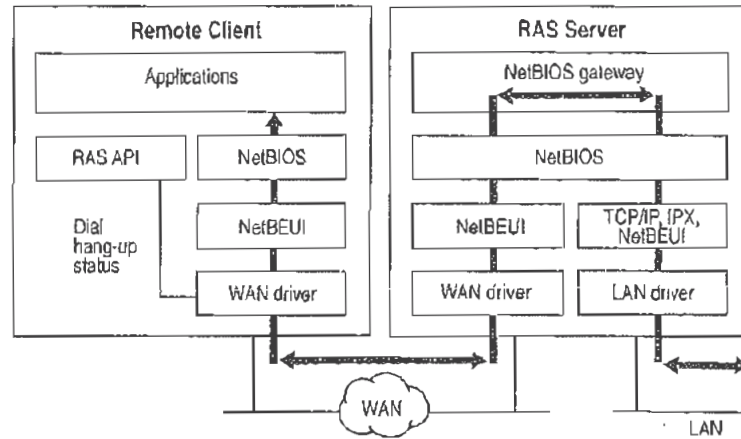 Remote Client
Applications
RAS API
NetBIOS
Dial
hang-up
status
NetBEUI
WAN driver
RAS Server
NetBIOS gateway
NetBIOS
NetBEUI
TCP/IP, IPX,
NetBEUI
WAN driver
LAN driver
WAN
LAN